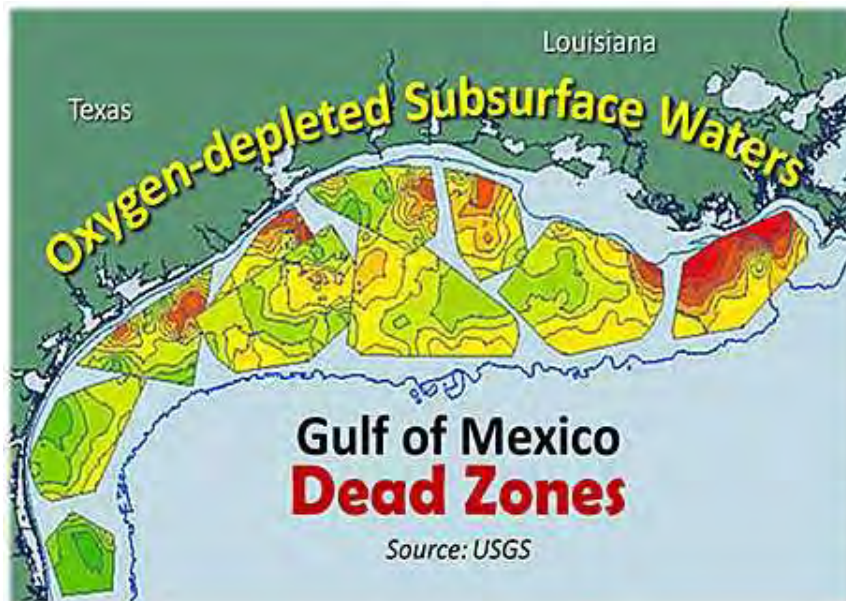 Louisiana
Texas
Oxygen-depleted Subsurface Waters
Gulf of Mexico
Dead Zones
Source: USGS